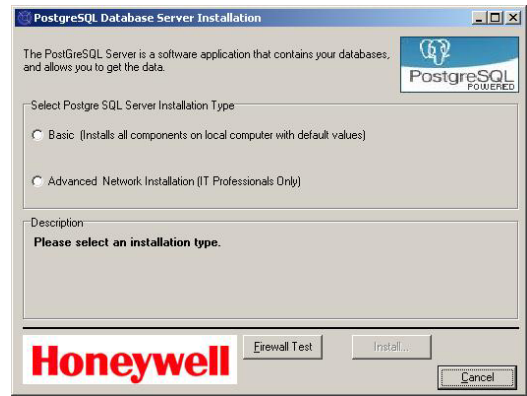 PostgreSQL Database Server Installation
The PostGreSQL Server is a software application that contains your databases,
and allows you to get the data.
PostgreSQL
POWERED
Select Postgre SQL Server Installation Type
Basic (Installs all components on local computer with default values)
Advanced Network Installation (IT Professionals Only)
Description
Please select an installation type.
Honeywell
Firewall Test
Install...
Cancel